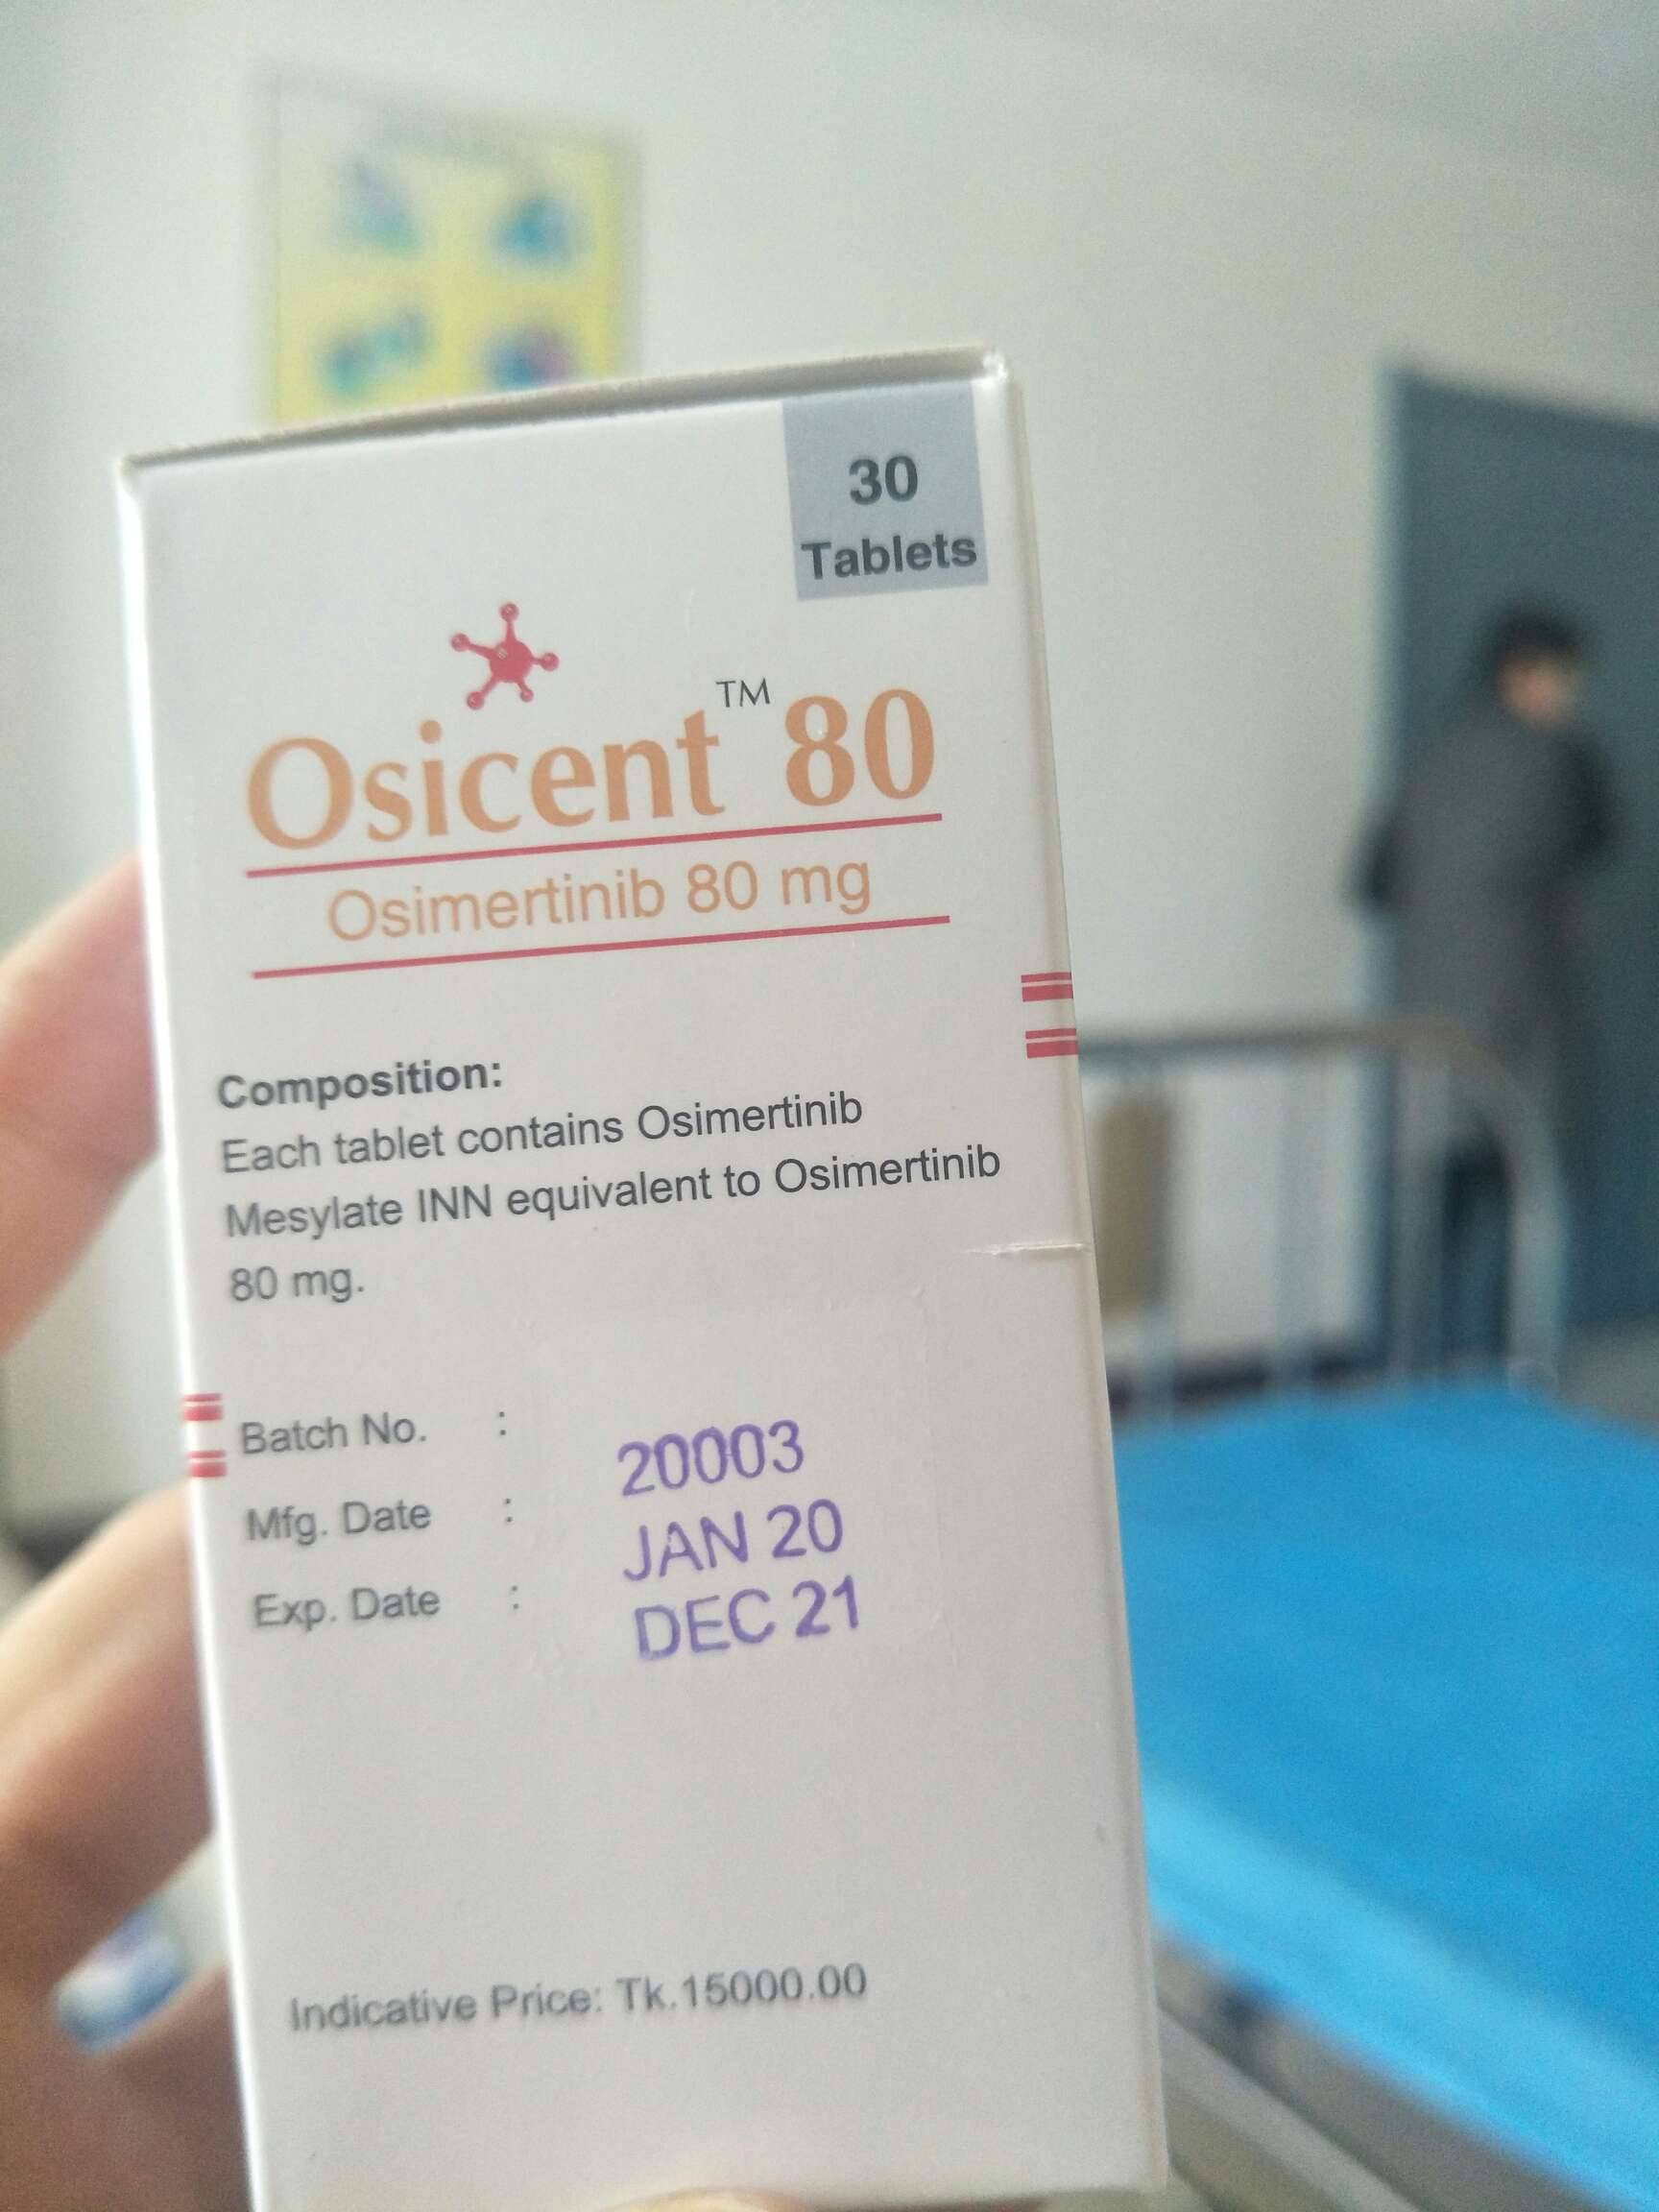 30
Tablets
Osicent™ 80
Osimertinib 80 mg
Composition:
Each tablet contains Osimertinib
Mesylate INN equivalent to Osimertinib
80 mg.
Batch No. : 20003
Mfg. Date : JAN 20
Exp. Date : DEC 21
Indicative Price: Tk.15000.00